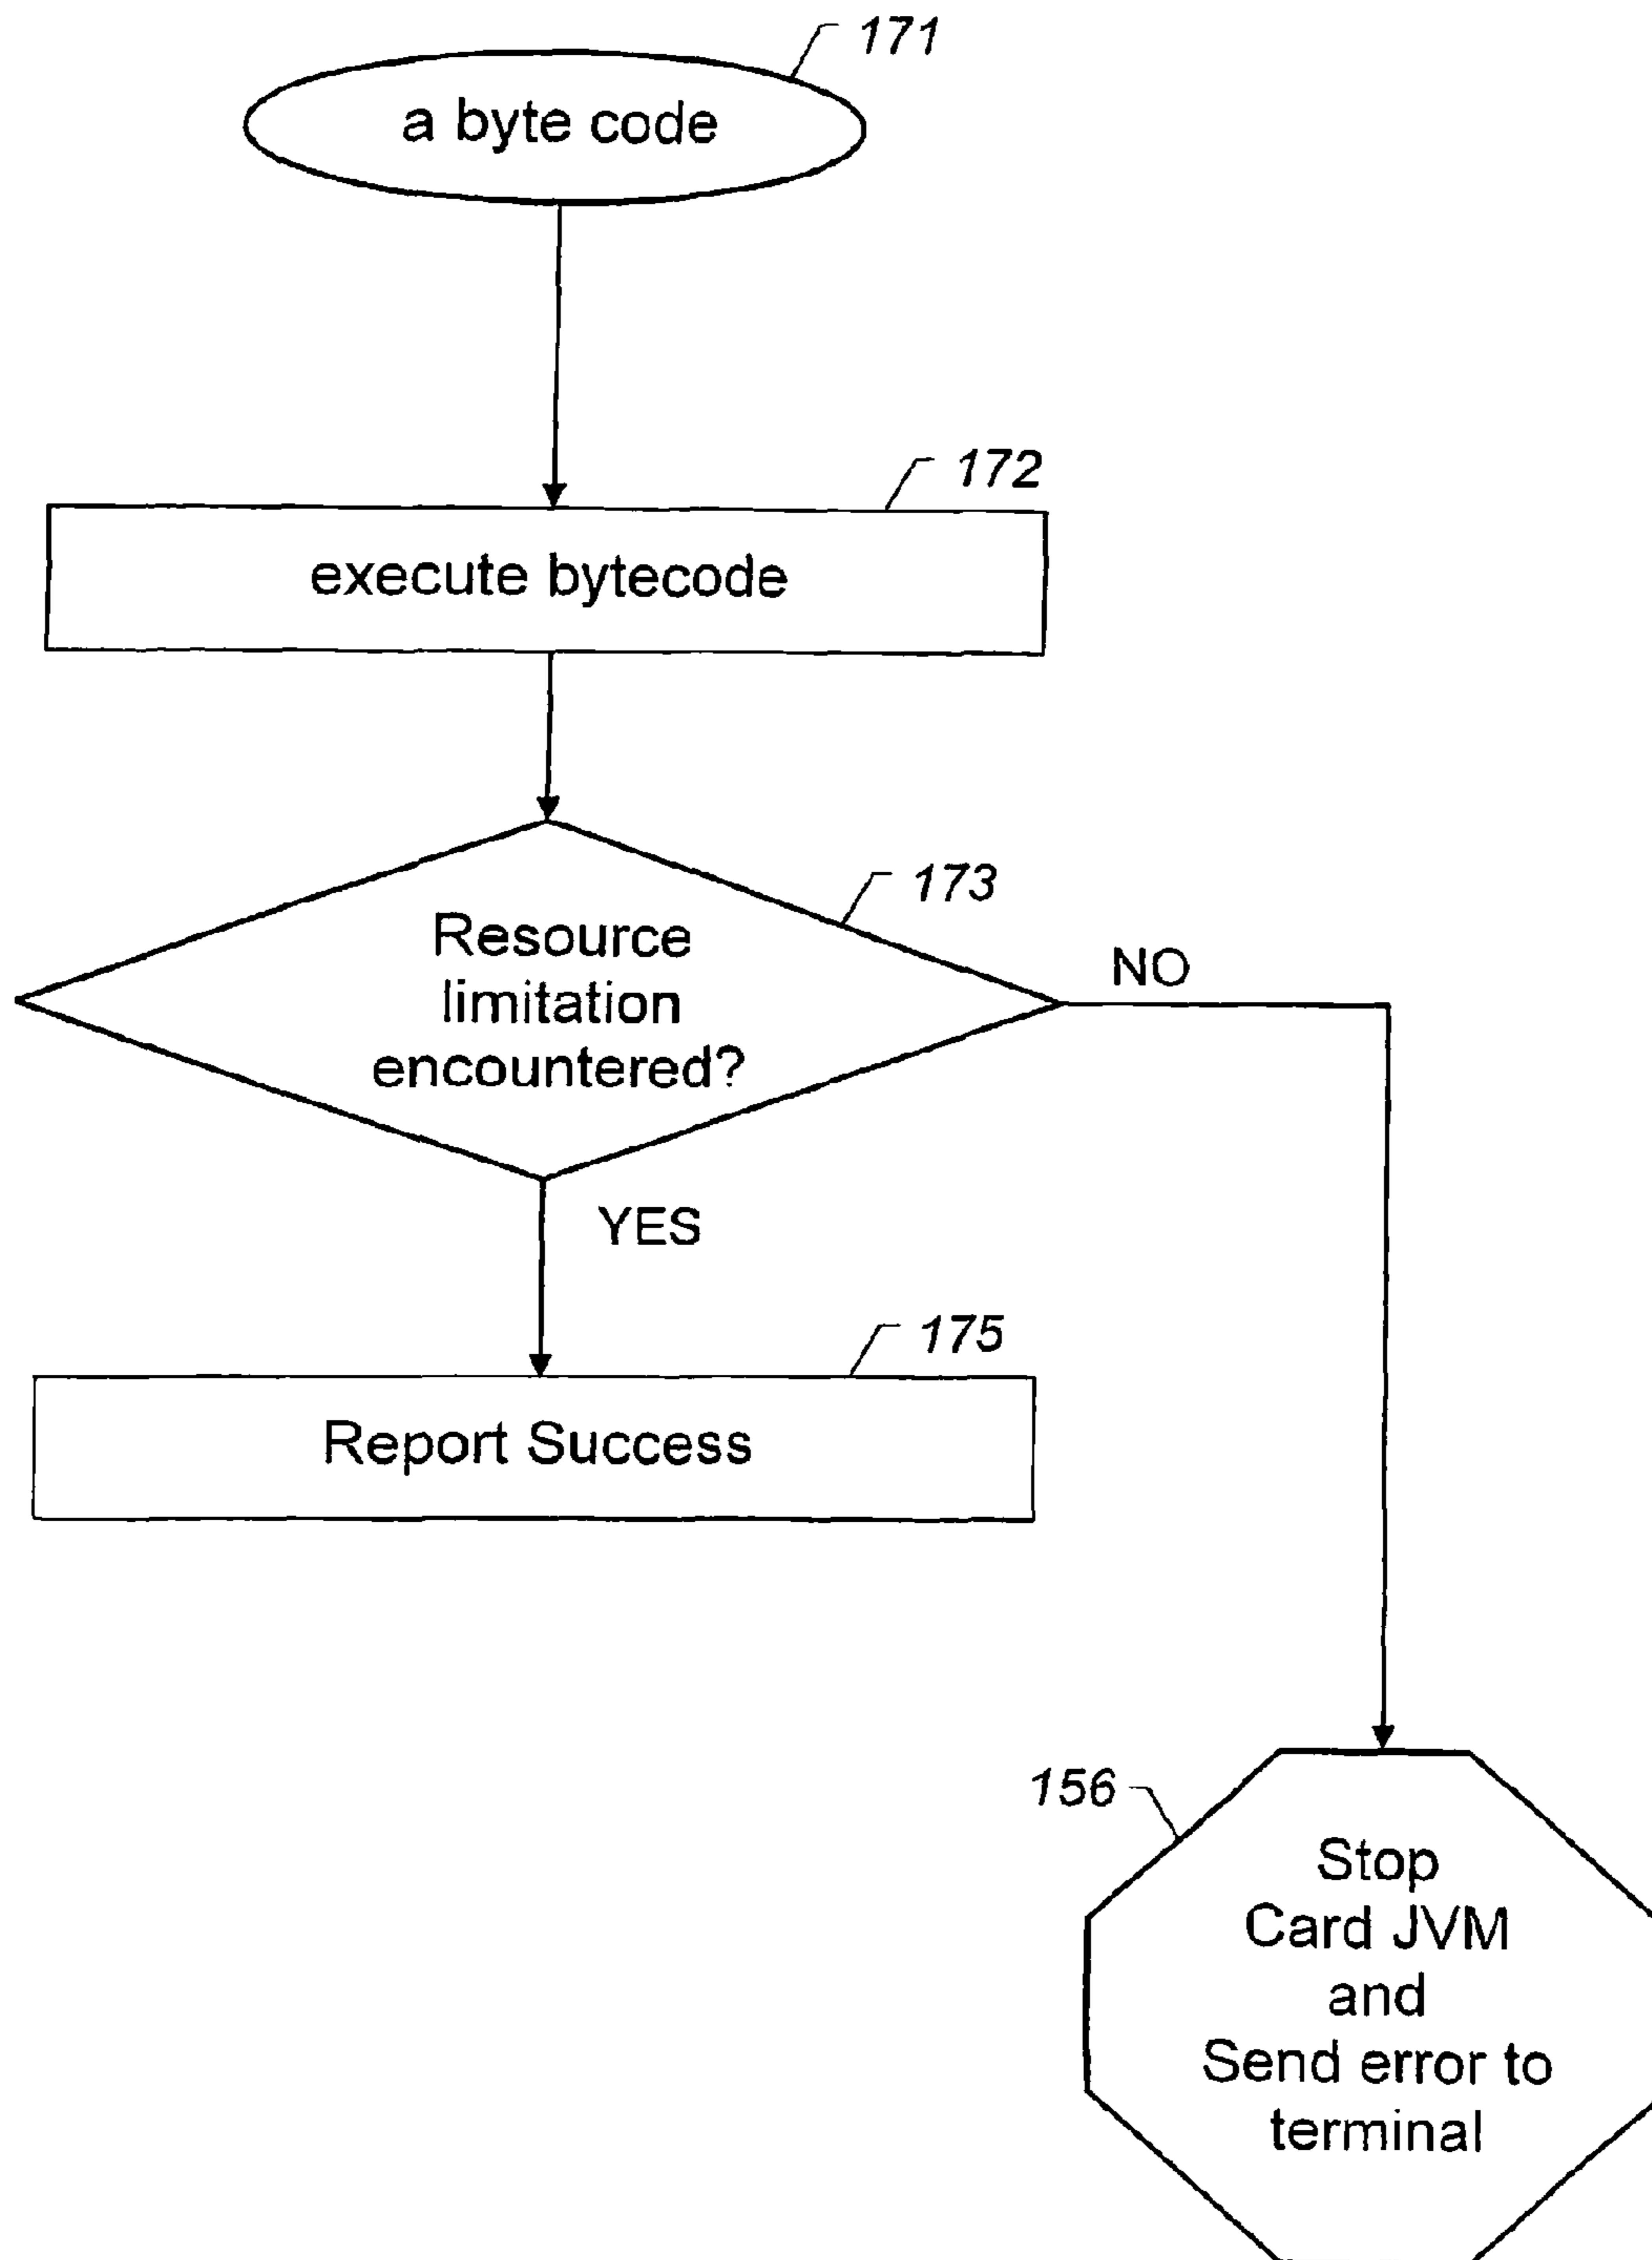 171
a byte code
172
execute bytecode
173
Resource
limitation
encountered?
NO
YES
175
Report Success
156
Stop
Card JVM
and
Send error to
terminal